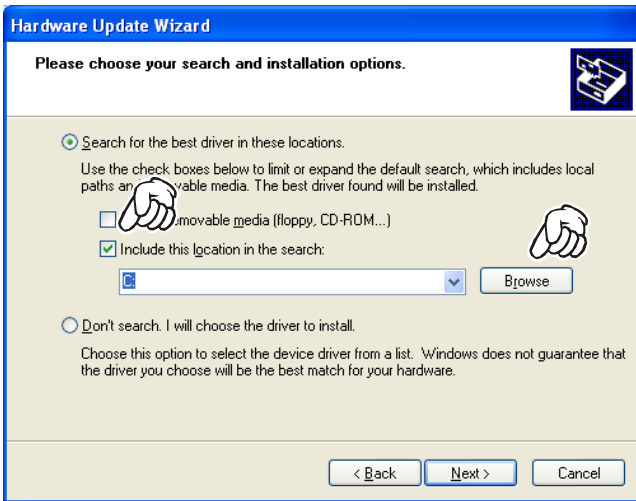 Hardware Update Wizard
Please choose your search and installation options.
Search for the best driver in these locations.
Use the check boxes below to limit or expand the default search, which includes local
paths an    vable media. The best driver found will be installed.
movable media (floppy, CD-ROM...)
Include this location in the search:
C:
Browse
Don't search. I will choose the driver to install.
Choose this option to select the device driver from a list. Windows does not guarantee that
the driver you choose will be the best match for your hardware.
< Back
Next >
Cancel